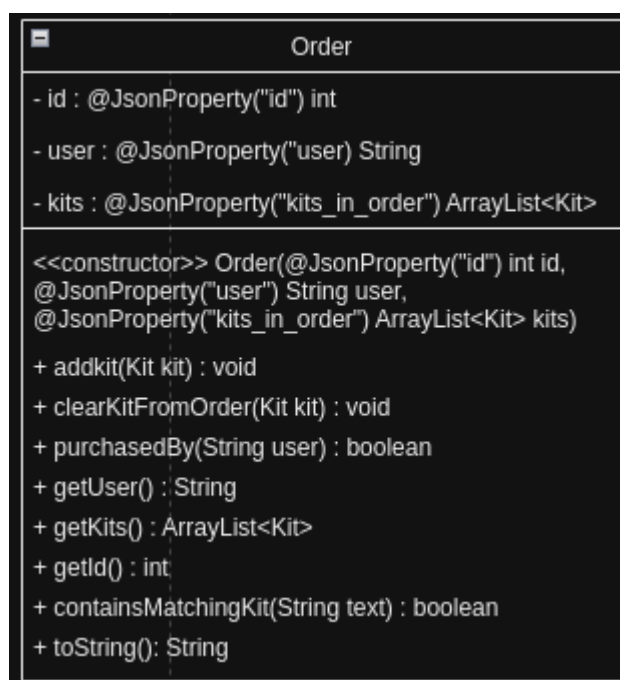 Order
- id : @JsonProperty("id") int
- user : @JsonProperty("user) String
- kits : @JsonProperty("kits_in_order") ArrayList<Kit>
<<constructor>> Order(@JsonProperty("id") int id,
@JsonProperty("user") String user,
@JsonProperty("kits_in_order") ArrayList<Kit> kits)
+ addkit(Kit kit) : void
+ clearKitFromOrder(Kit kit) : void
+ purchasedBy(String user) : boolean
+ getUser() : String
+ getKits() : ArrayList<Kit>
+ getId() : int
+ containsMatchingKit(String text) : boolean
+ toString(): String